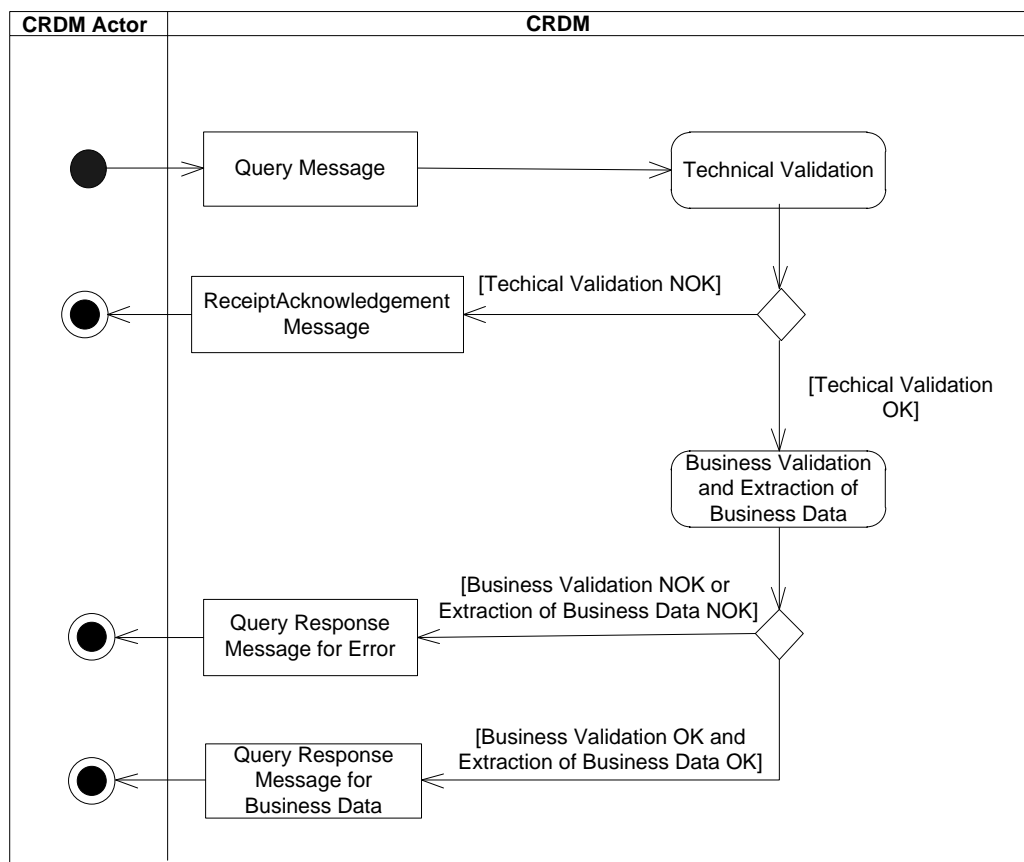 CRDM Actor
CRDM
Query Message
Technical Validation
[Techical Validation NOK]
ReceiptAcknowledgement
Message
[Techical Validation
OK]
Business Validation
and Extraction of
Business Data
[Business Validation NOK or
Extraction of Business Data NOK]
Query Response
Message for Error
[Business Validation OK and
Extraction of Business Data OK]
Query Response
Message for
Business Data